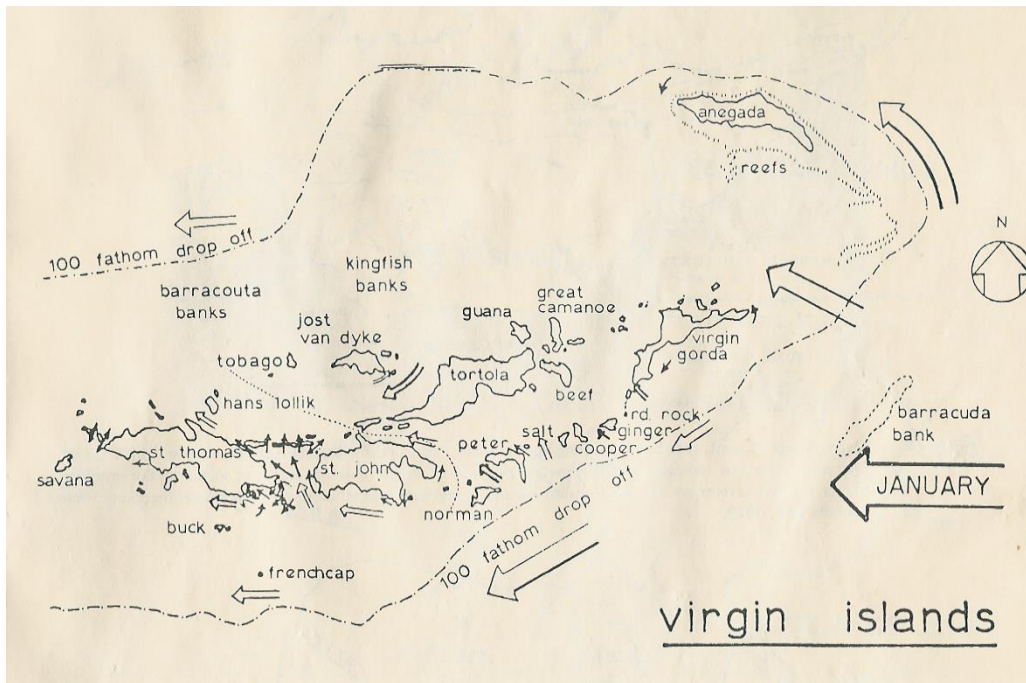 anegada
reefs
N
100 fathom drop off
barracouta
banks
kingfish
banks
great
camanoe
guana
jost
van dyke
virgin
gorda
tobago
tortola
beef
hans lollik
barracuda
bank
rd. rock
ginger
salt
cooper
peter
st thomas
st. john
savana
norman
JANUARY
buck
100 fathom drop off
frenchcap
virgin islands